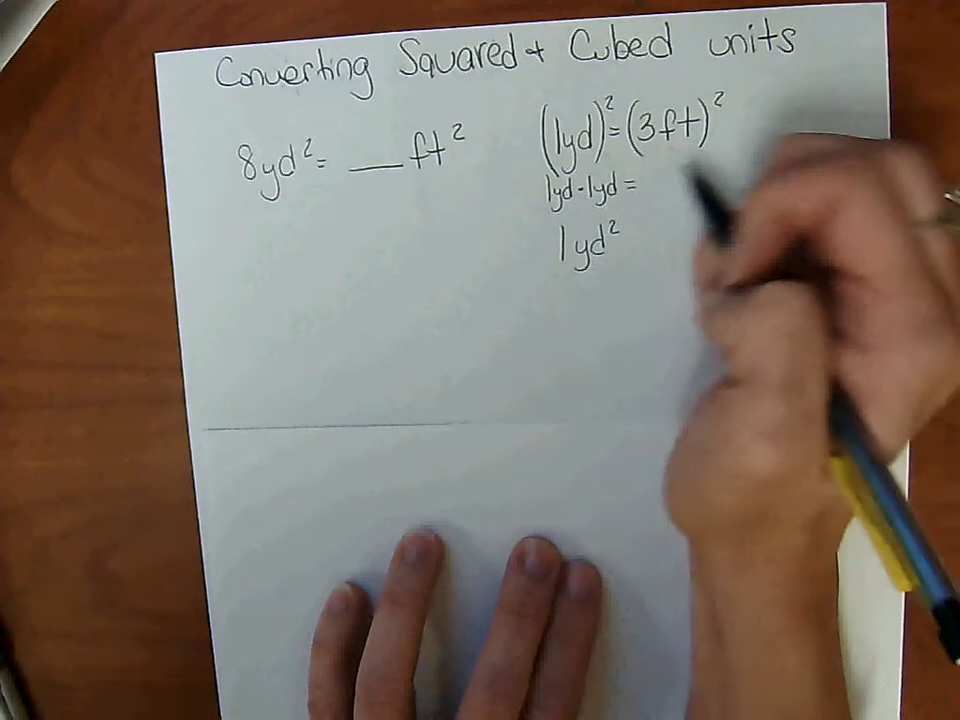 Converting Squared + Cubed units
8yd² = ___ ft²
(1yd)² = (3ft)²
1yd · 1yd =
1yd²